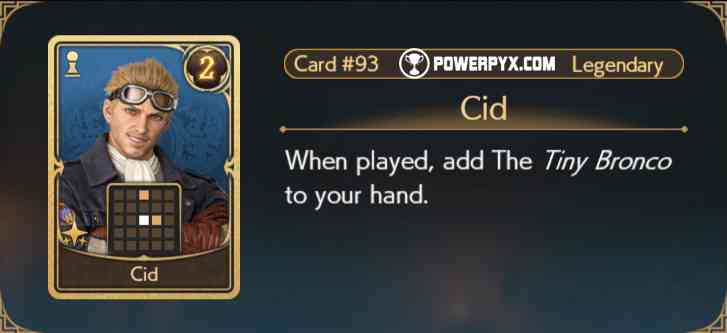 2
Card #93 POWERPYX.COM Legendary
Cid
When played, add The Tiny Bronco
to your hand.
Cid